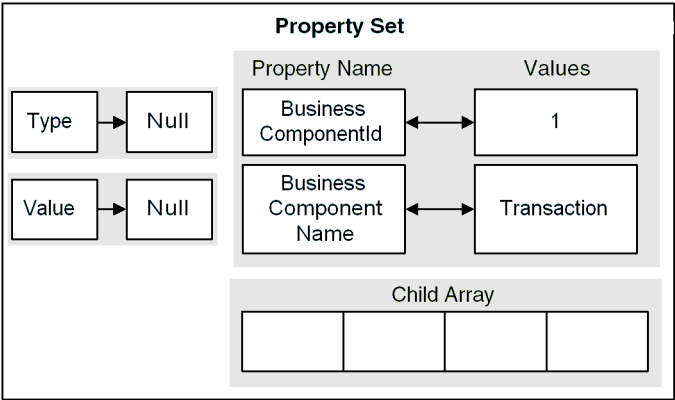 Property Set
Property Name Values
Type Null
Business
ComponentId
1
Value Null
Business
Component
Name
Transaction
Child Array